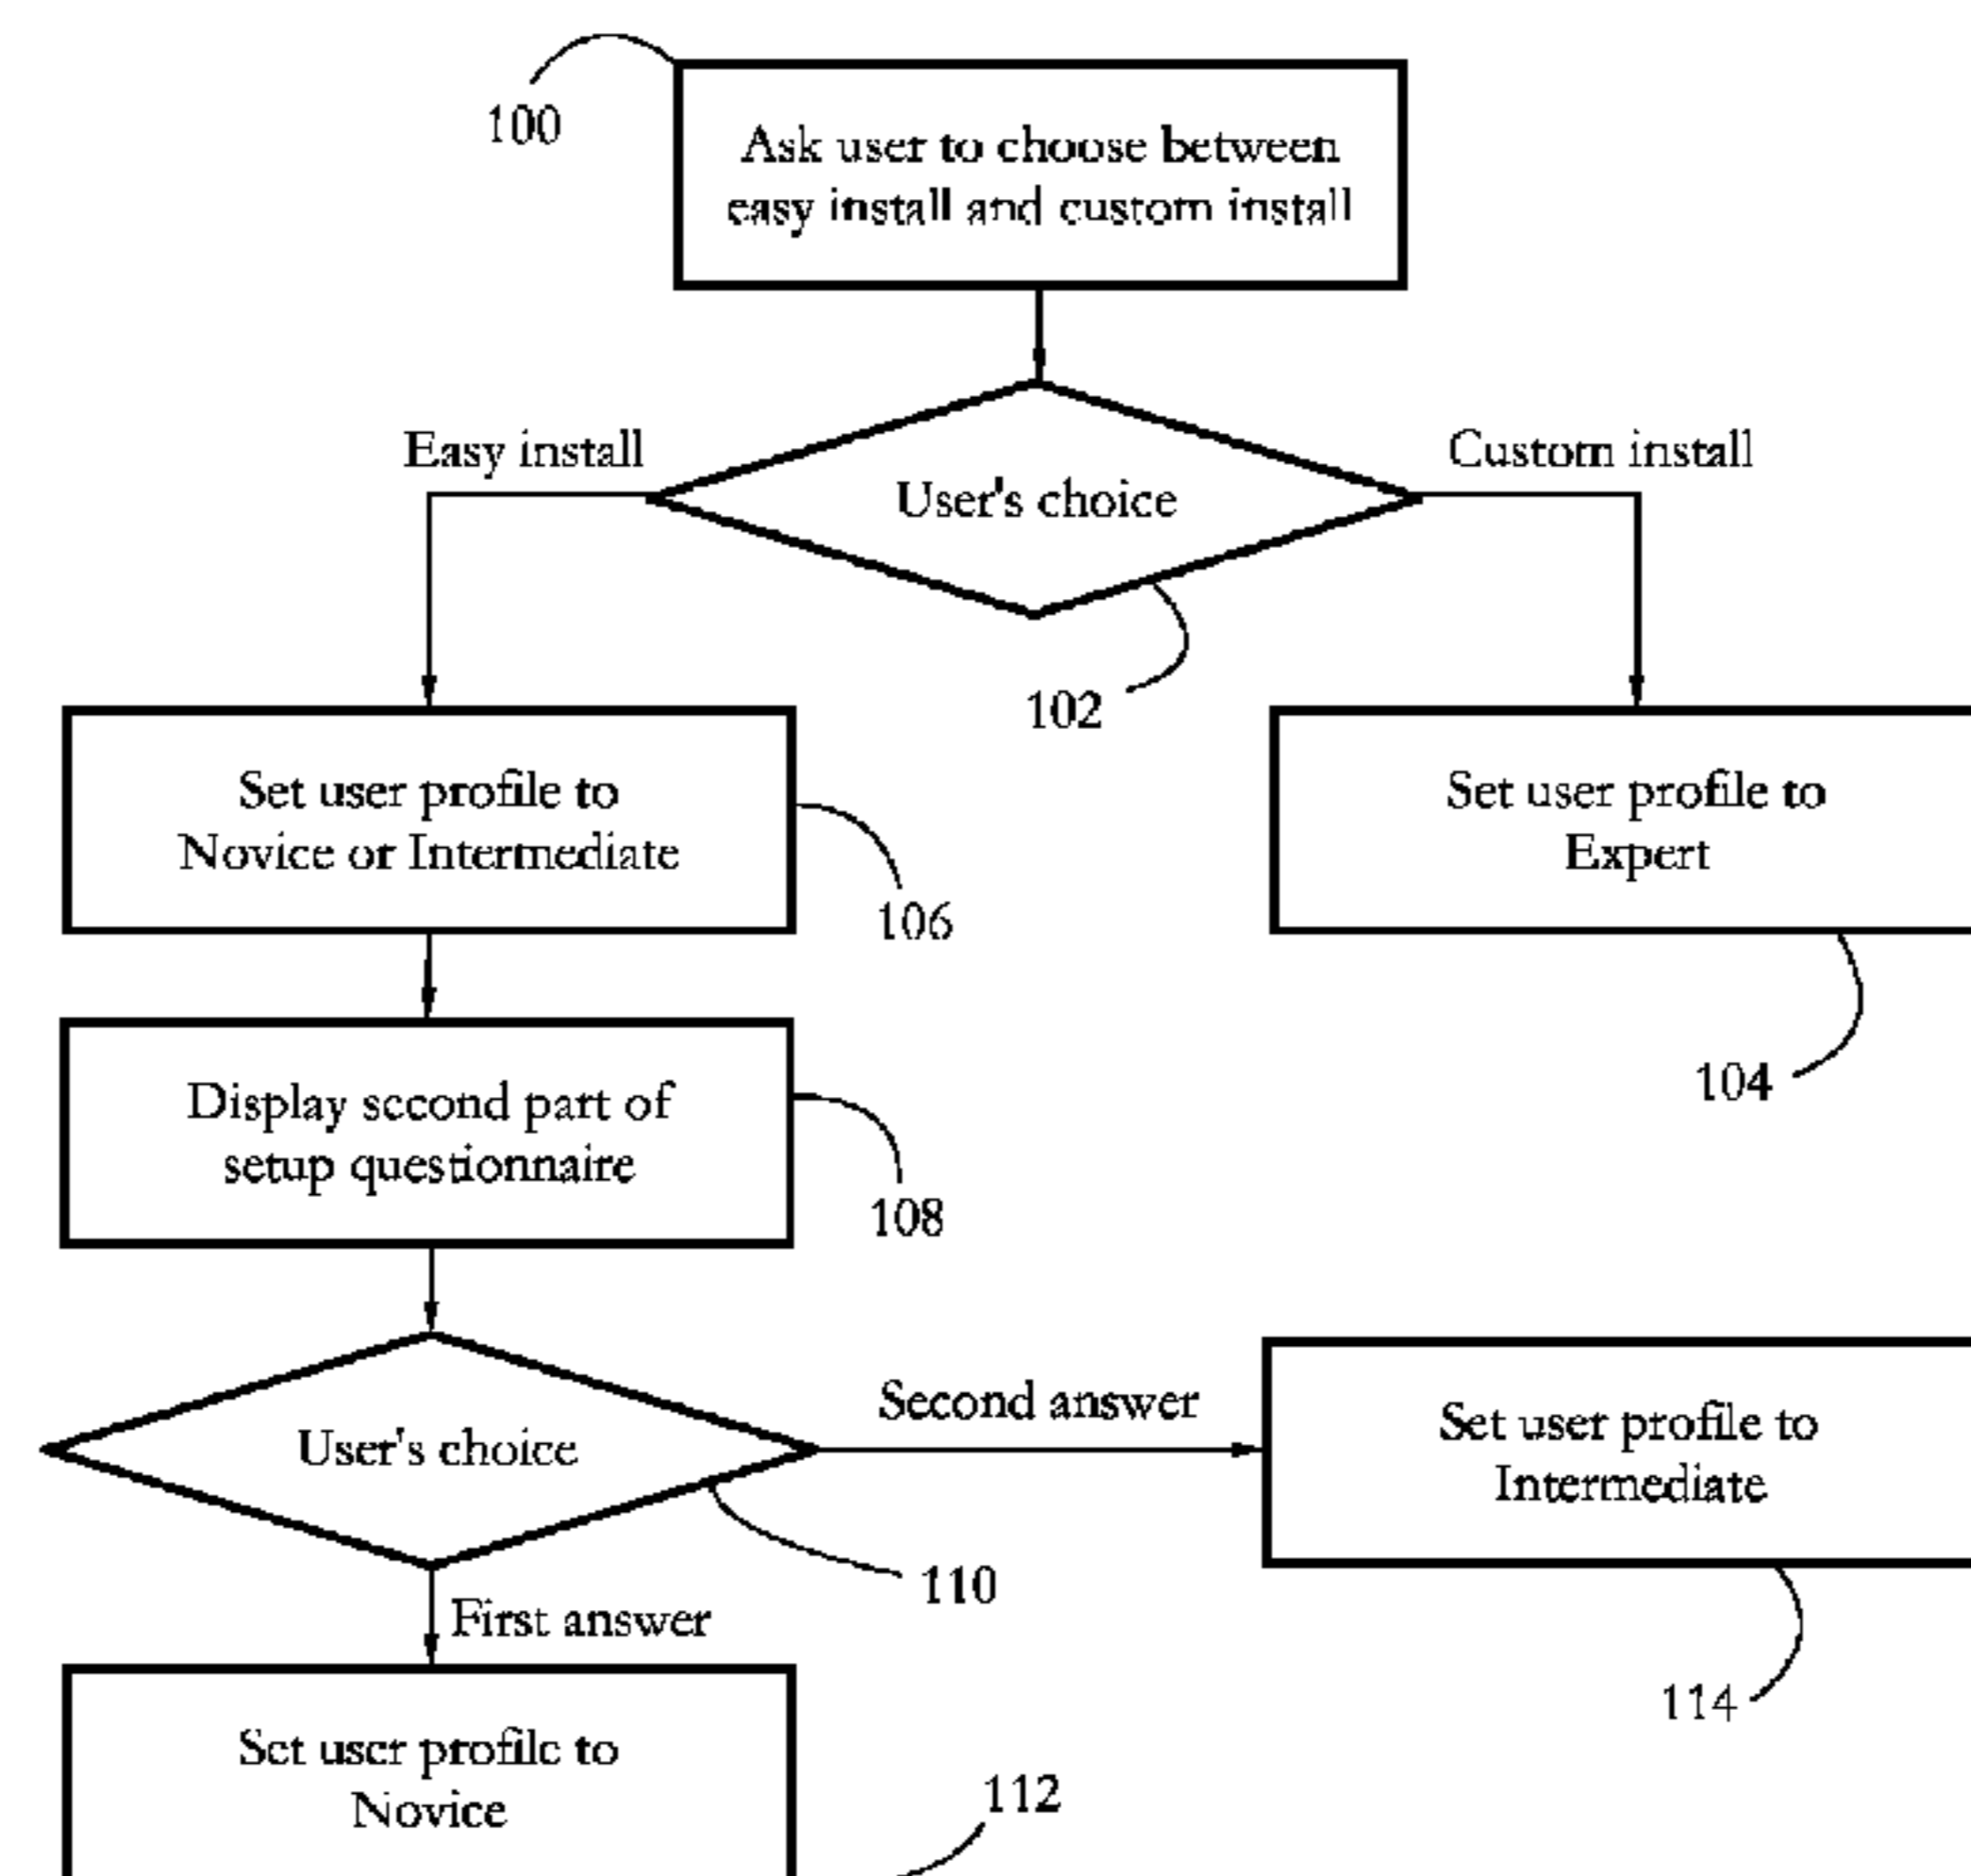 100
Ask user to choose between
easy install and custom install
Easy install
User's choice
Custom install
102
Set user profile to
Novice or Intermediate
106
Set user profile to
Expert
104
Display second part of
setup questionnaire
108
User's choice
Second answer
Set user profile to
Intermediate
110
First answer
114
Set user profile to
Novice
112